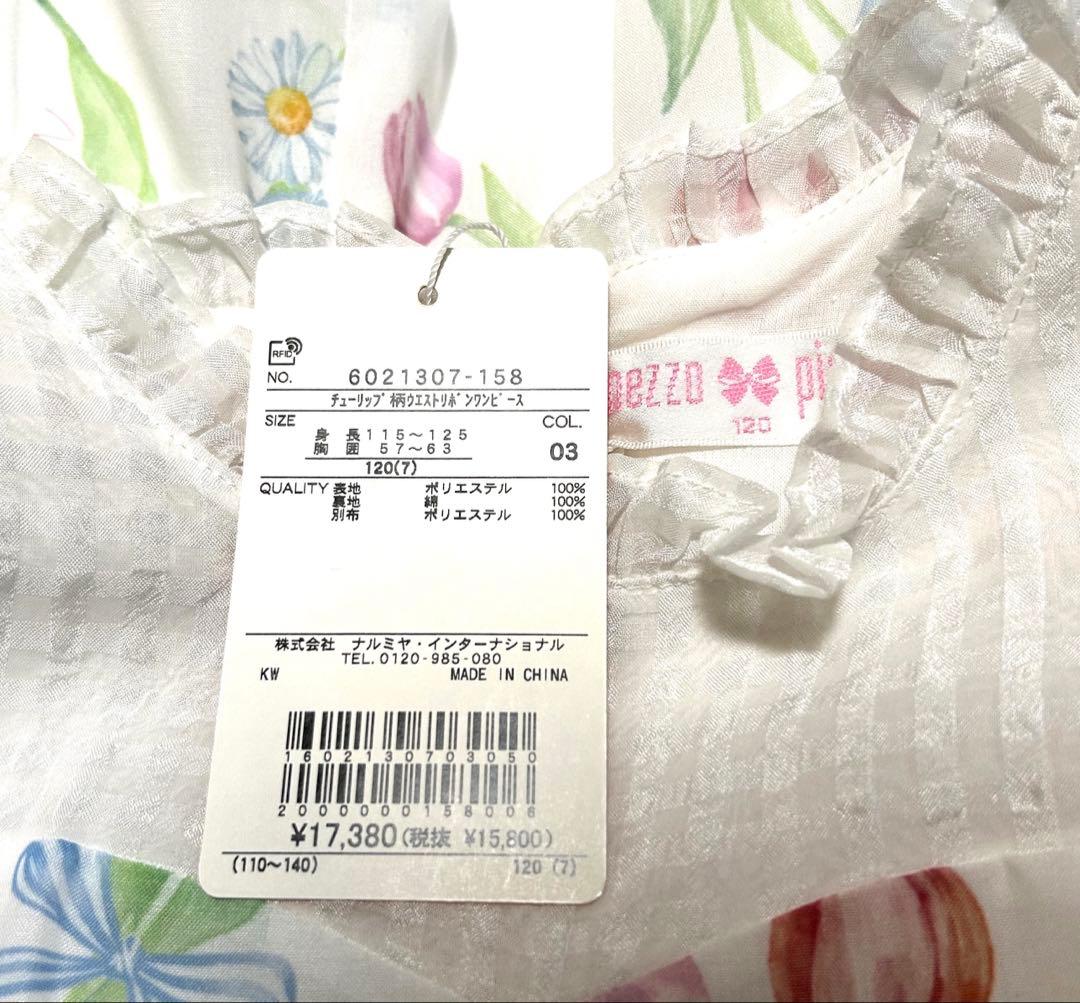 RFID
NO. 6021307-158
チューリップ柄ウエストリボンワンピース
SIZE COL.
身 長 115~125
胸 囲 57~63
03
120(7)
QUALITY 表地 ポリエステル 100%
裏地 綿 100%
別布 ポリエステル 100%
株式会社 ナルミヤ・インターナショナル
TEL.0120-985-080
KW MADE IN CHINA
1602130703050
2000000158006
¥17,380(税抜 ¥15,800)
(110~140) 120 (7)
mezzo pi
120